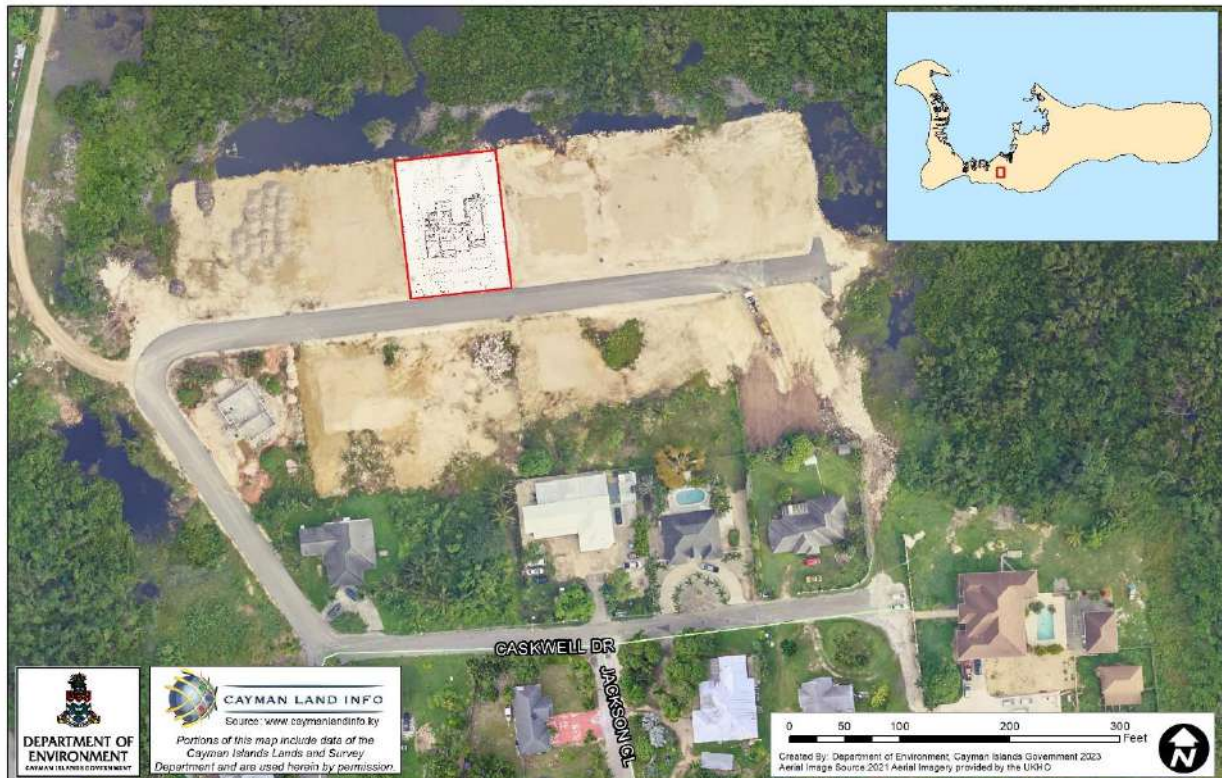 CASKWELL DR
JACKSON CL
DEPARTMENT OF
ENVIRONMENT
CAYMAN ISLANDS GOVERNMENT
CAYMAN LAND INFO
Source: www.caymanlandinfo.ky
Portions of this map include data of the
Cayman Islands Lands and Survey
Department and are used herein by permission.
0 50 100 200 300
Feet
Created By: Department of Environment, Cayman Islands Government 2023
Aerial Image Source:2021 Aerial Imagery provided by the UKHO
N